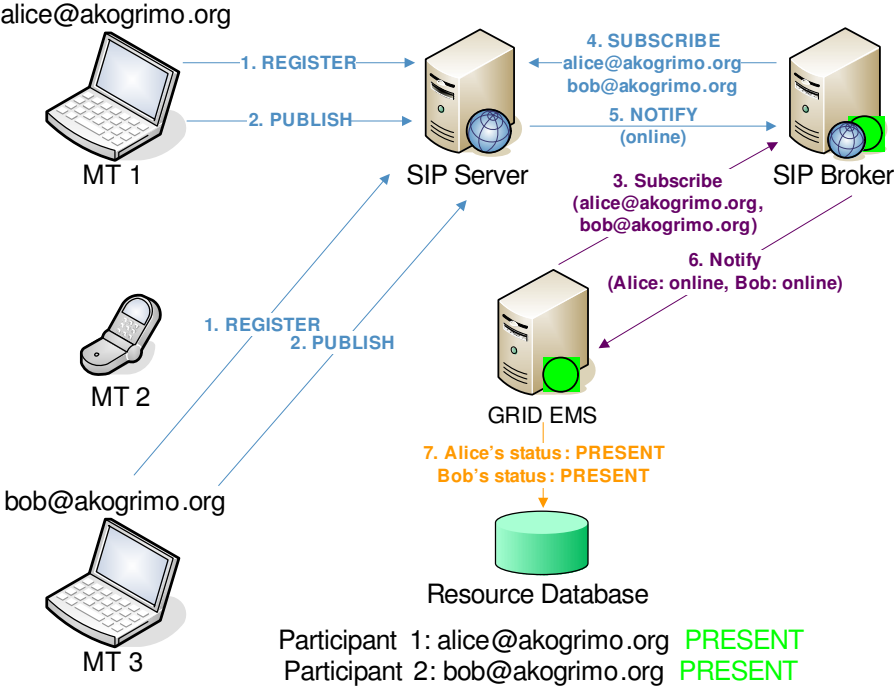 alice@akogrimo.org
1. REGISTER
2. PUBLISH
MT 1
SIP Server
4. SUBSCRIBE
alice@akogrimo.org
bob@akogrimo.org
5. NOTIFY
(online)
SIP Broker
3. Subscribe
(alice@akogrimo.org,
bob@akogrimo.org)
6. Notify
(Alice: online, Bob: online)
1. REGISTER
2. PUBLISH
MT 2
GRID EMS
7. Alice's status: PRESENT
Bob's status: PRESENT
bob@akogrimo.org
MT 3
Resource Database
Participant 1: alice@akogrimo.org PRESENT
Participant 2: bob@akogrimo.org PRESENT